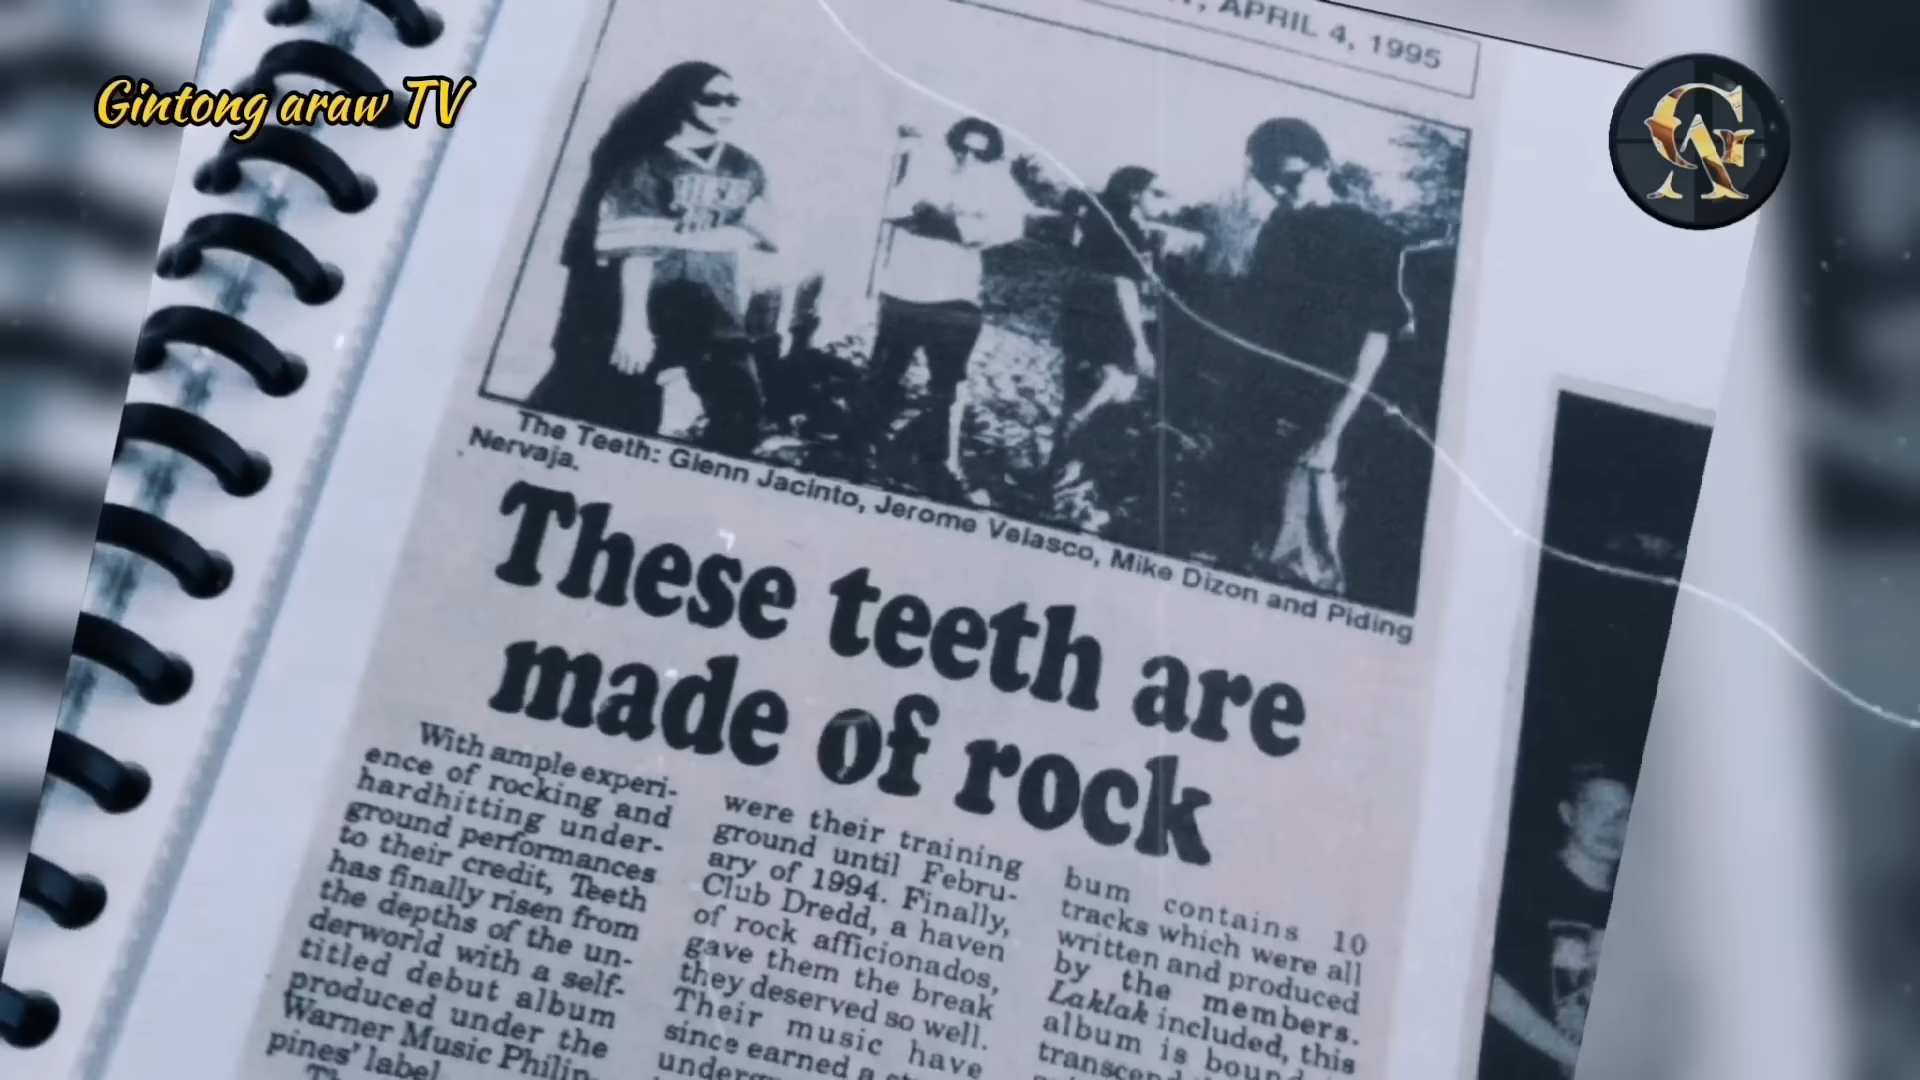 APRIL 4, 1995
Gintong araw TV
The Teeth: Glenn Jacinto, Jerome Velasco, Mike Dizon and Piding
Nervaja.
These teeth are
made of rock
With ample experi-
ence of rocking and
hardhitting under-
ground performances
to their credit, Teeth
has finally risen from
the depths of the un-
derworld with a self-
titled debut album
produced under the
Warner Music Philip-
pines' label.
were their training
ground until Febru-
ary of 1994. Finally,
Club Dredd, a haven
of rock afficionados,
gave them the break
they deserved so well.
Their music have
since earned a
bum contains 10
tracks which were all
written and produced
by the members.
Laklak included, this
album is bound
transcend